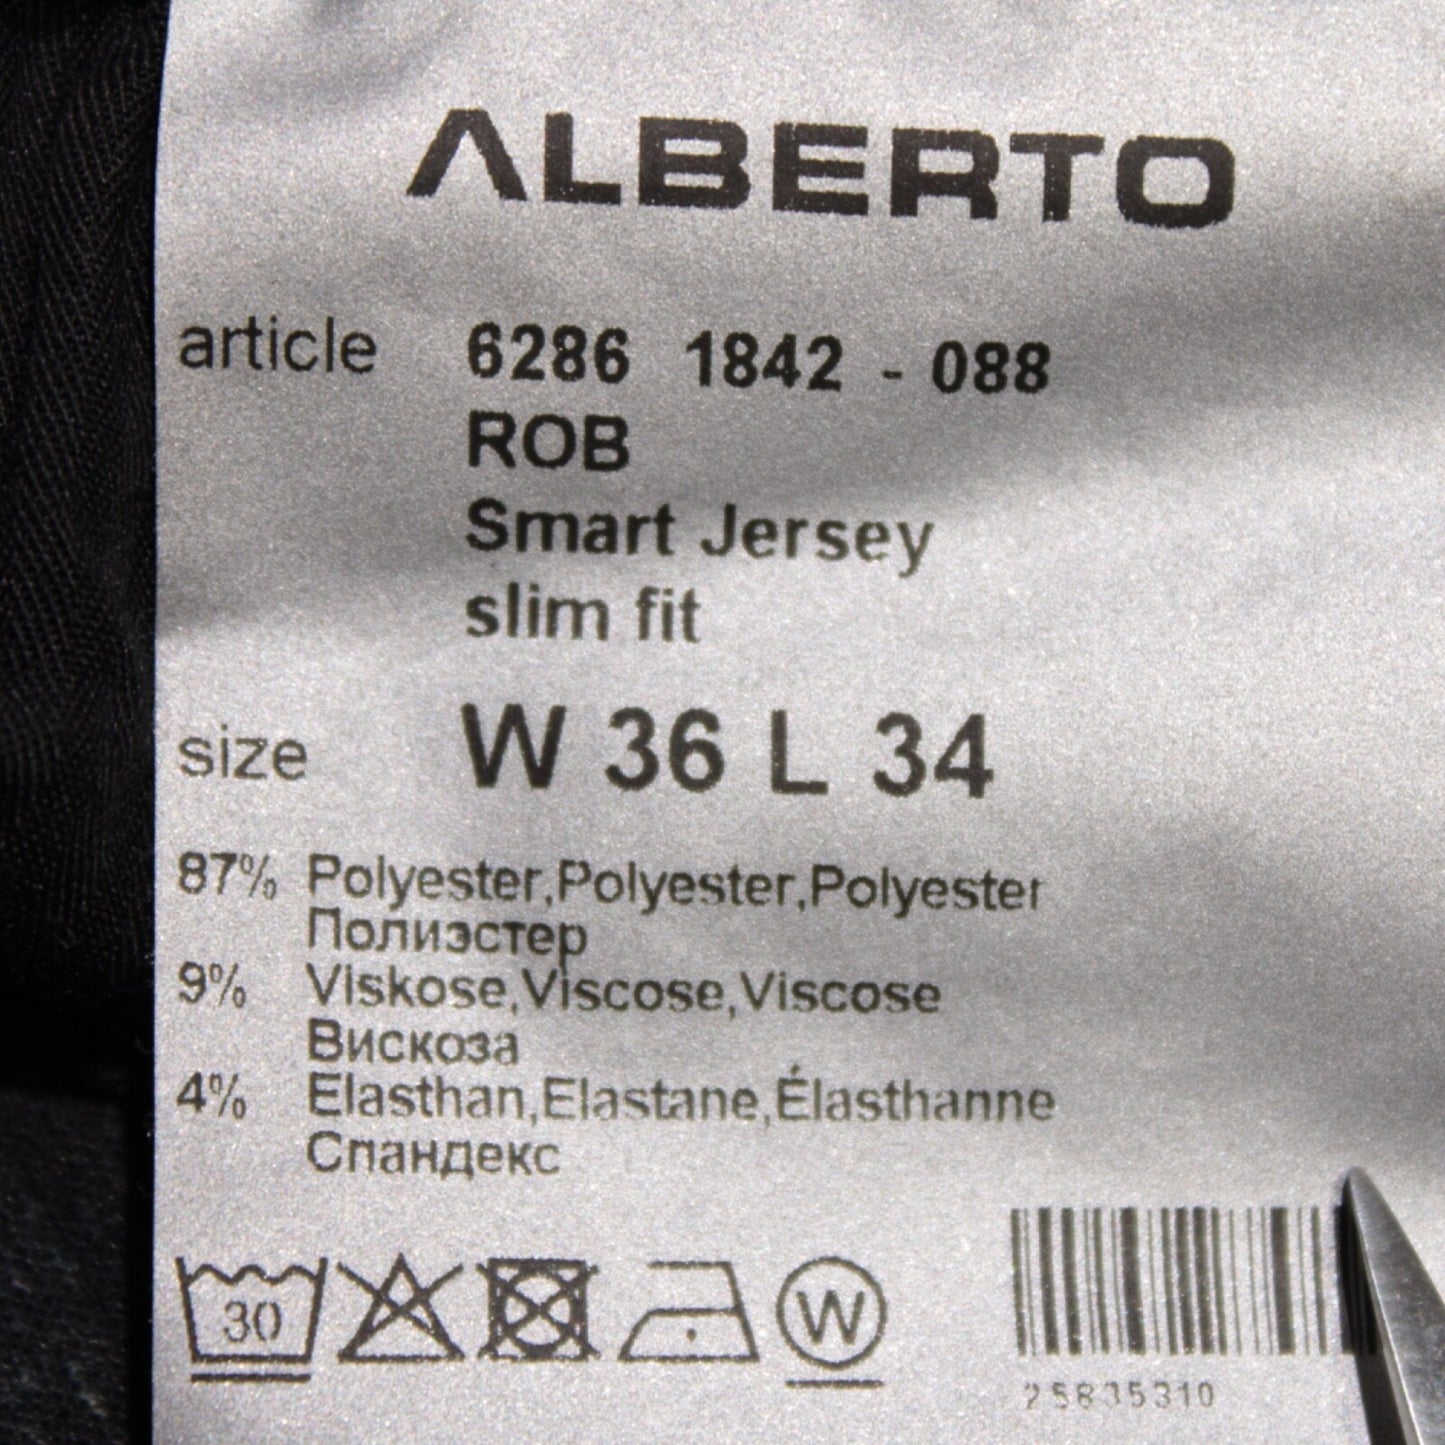 ALBERTO
article 6286 1842 - 088
ROB
Smart Jersey
slim fit
size W 36 L 34
87% Polyester,Polyester,Polyester
Полиэстер
9% Viskose,Viscose,Viscose
Вискоза
4% Elasthan,Elastane,Élasthanne
Спандекс
30
W
25835310